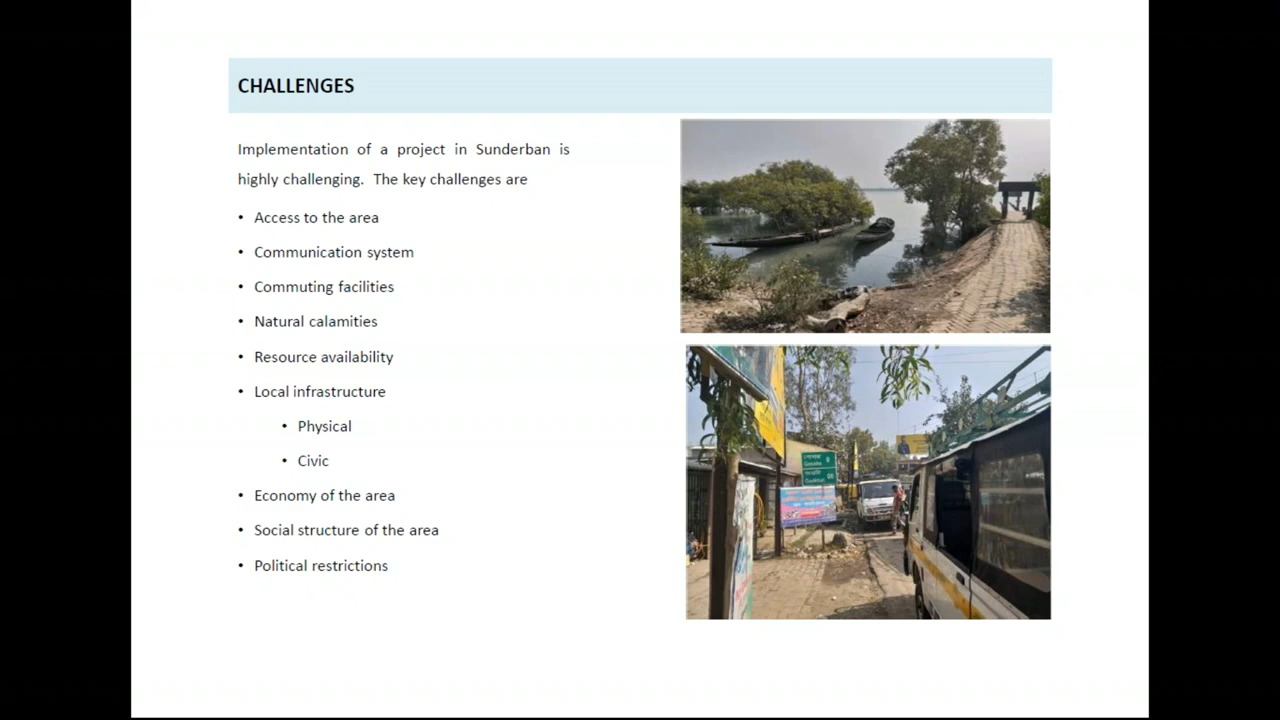 CHALLENGES
Implementation of a project in Sunderban is
highly challenging. The key challenges are
• Access to the area
• Communication system
• Commuting facilities
• Natural calamities
• Resource availability
• Local infrastructure
• Physical
• Civic
• Economy of the area
• Social structure of the area
• Political restrictions